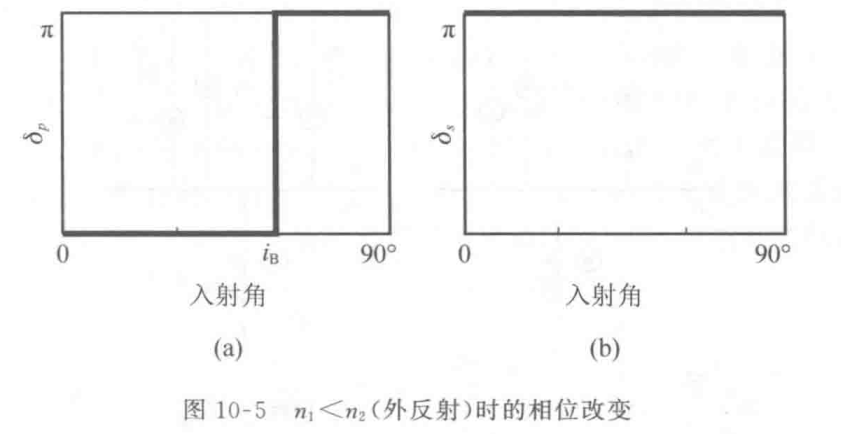 π
δp
0
iB
90°
入射角
(a)
π
δs
0
90°
入射角
(b)
图 10-5 n1<n2(外反射)时的相位改变